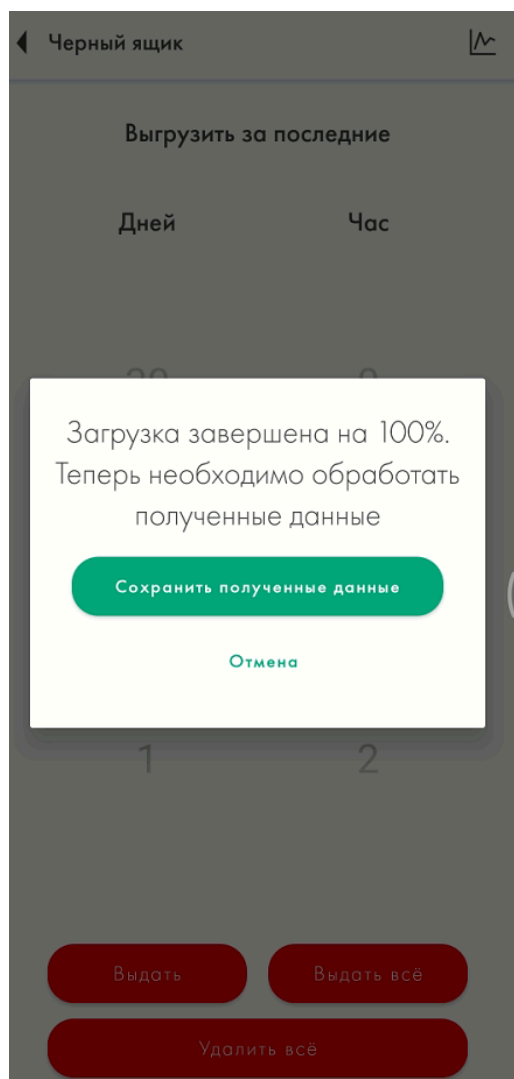 Черный ящик
Выгрузить за последние
Дней Час
Загрузка завершена на 100%.
Теперь необходимо обработать
полученные данные
Сохранить полученные данные
Отмена
1 2
Выдать Выдать всё
Удалить всё